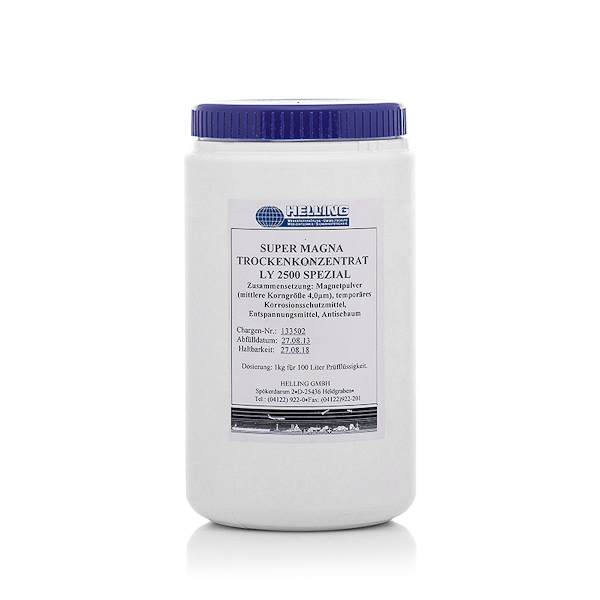 HELLING
WERKSTOFFPRÜFUNG • UMWELTSCHUTZ
SUPER MAGNA
TROCKENKONZENTRAT
LY 2500 SPEZIAL
Zusammensetzung: Magnetpulver
(mittlere Korngröße 4,0µm), temporäres
Korrosionsschutzmittel,
Entspannungsmittel, Antischaum
Chargen-Nr.: 133502
Abfülldatum: 27.08.13
Haltbarkeit: 27.08.18
Dosierung: 1kg für 100 Liter Prüfflüssigkeit.
HELLING GMBH
Spökerdamm 2•D-25436 Heidgraben•
Tel.: (04122) 922-0•Fax: (04122)922-201